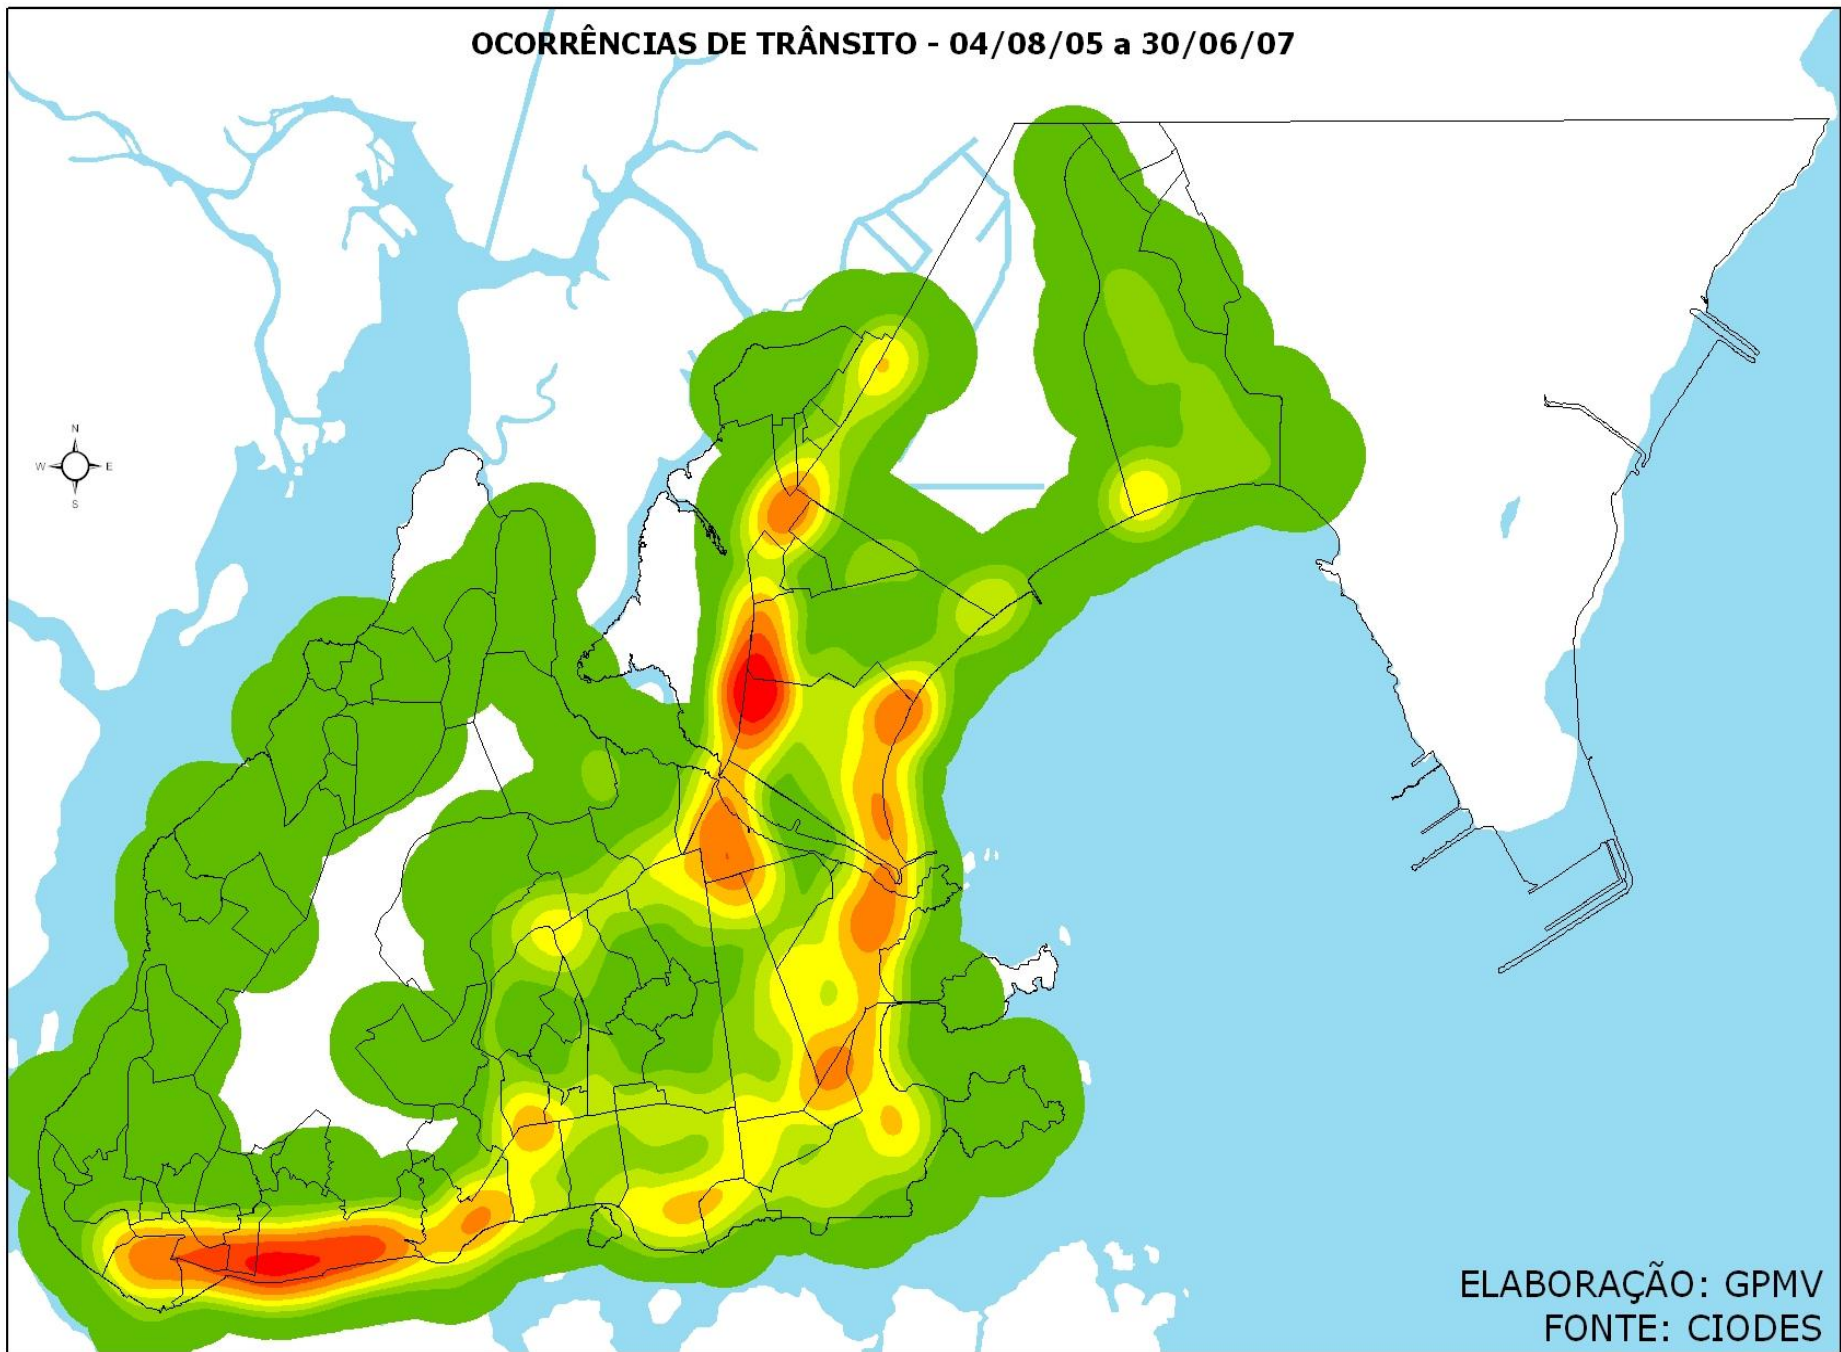 OCORRÊNCIAS DE TRÂNSITO - 04/08/05 a 30/06/07
N
W E
S
ELABORAÇÃO: GPMV
FONTE: CIODES